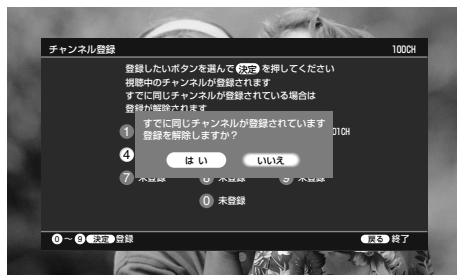 チャンネル登録 100CH
登録したいボタンを選んで 決定 を押してください
視聴中のチャンネルが登録されます
すでに同じチャンネルが登録されている場合は
登録が解除されます
すでに同じチャンネルが登録されています
登録を解除しますか？
1 01CH
4 は い いいえ
7 未登録 8 未登録 9 未登録
0 未登録
0 ～ 9 決定 登録 戻る 終了